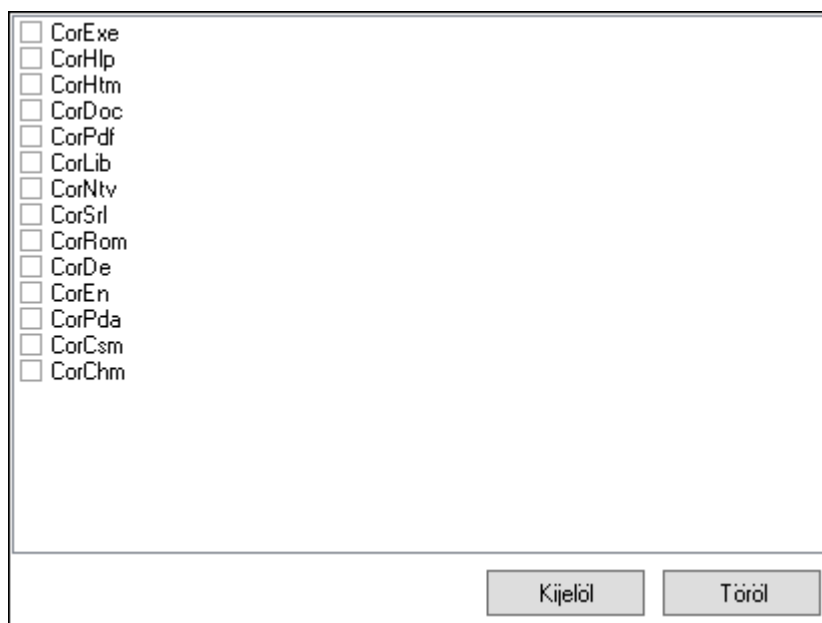 CorExe
CorHlp
CorHtm
CorDoc
CorPdf
CorLib
CorNtv
CorSrl
CorRom
CorDe
CorEn
CorPda
CorCsm
CorChm
Kijelöl
Töröl